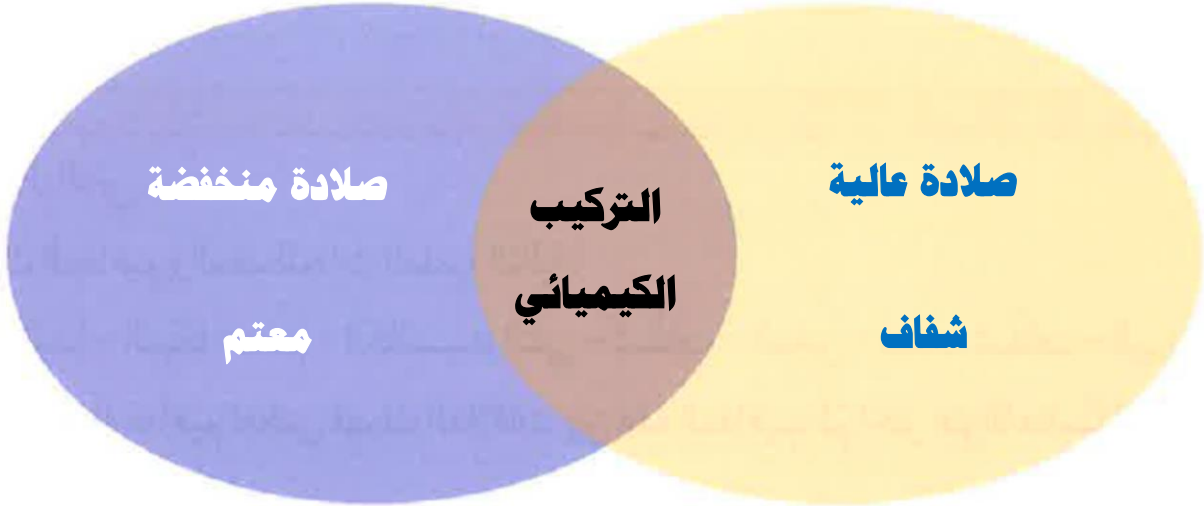 صلادة عالية
شفاف
التركيب
الكيميائي
صلادة منخفضة
معتم